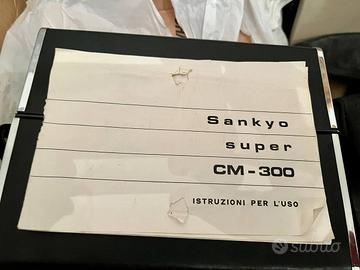 Sankyo
super
CM-300
ISTRUZIONI PER L'USO
subito